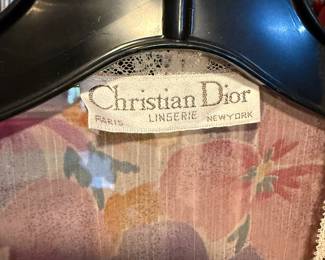 Christian Dior
PARIS LINGERIE NEW YORK